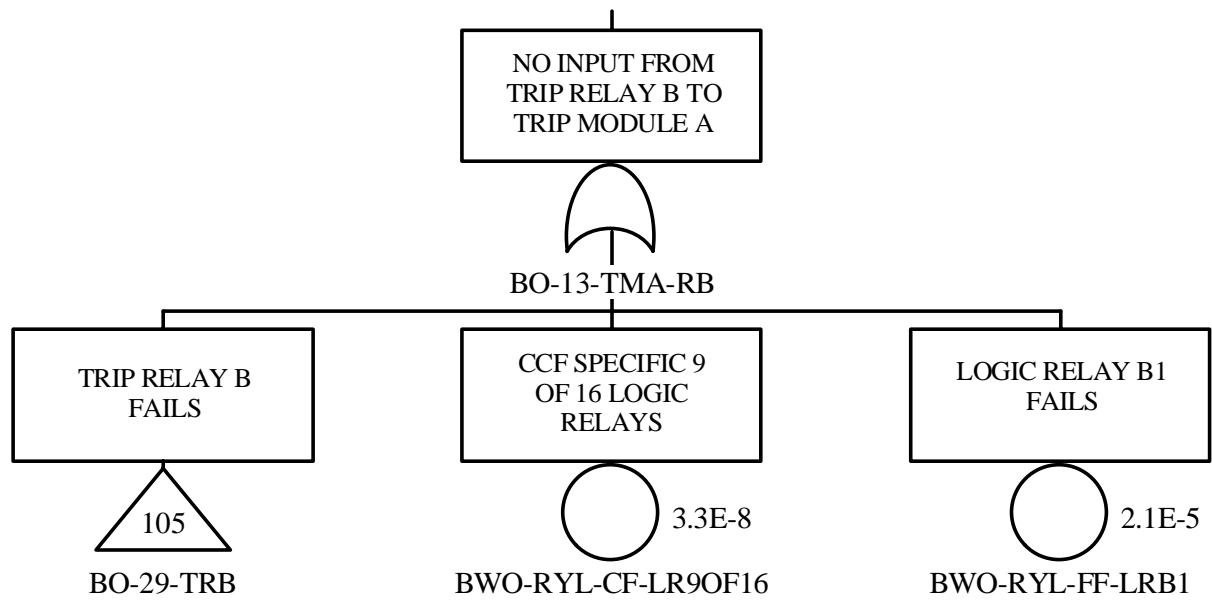 NO INPUT FROM
TRIP RELAY B TO
TRIP MODULE A
BO-13-TMA-RB
TRIP RELAY B
FAILS
CCF SPECIFIC 9
OF 16 LOGIC
RELAYS
LOGIC RELAY B1
FAILS
105
3.3E-8
2.1E-5
BO-29-TRB
BWO-RYL-CF-LR9OF16
BWO-RYL-FF-LRB1